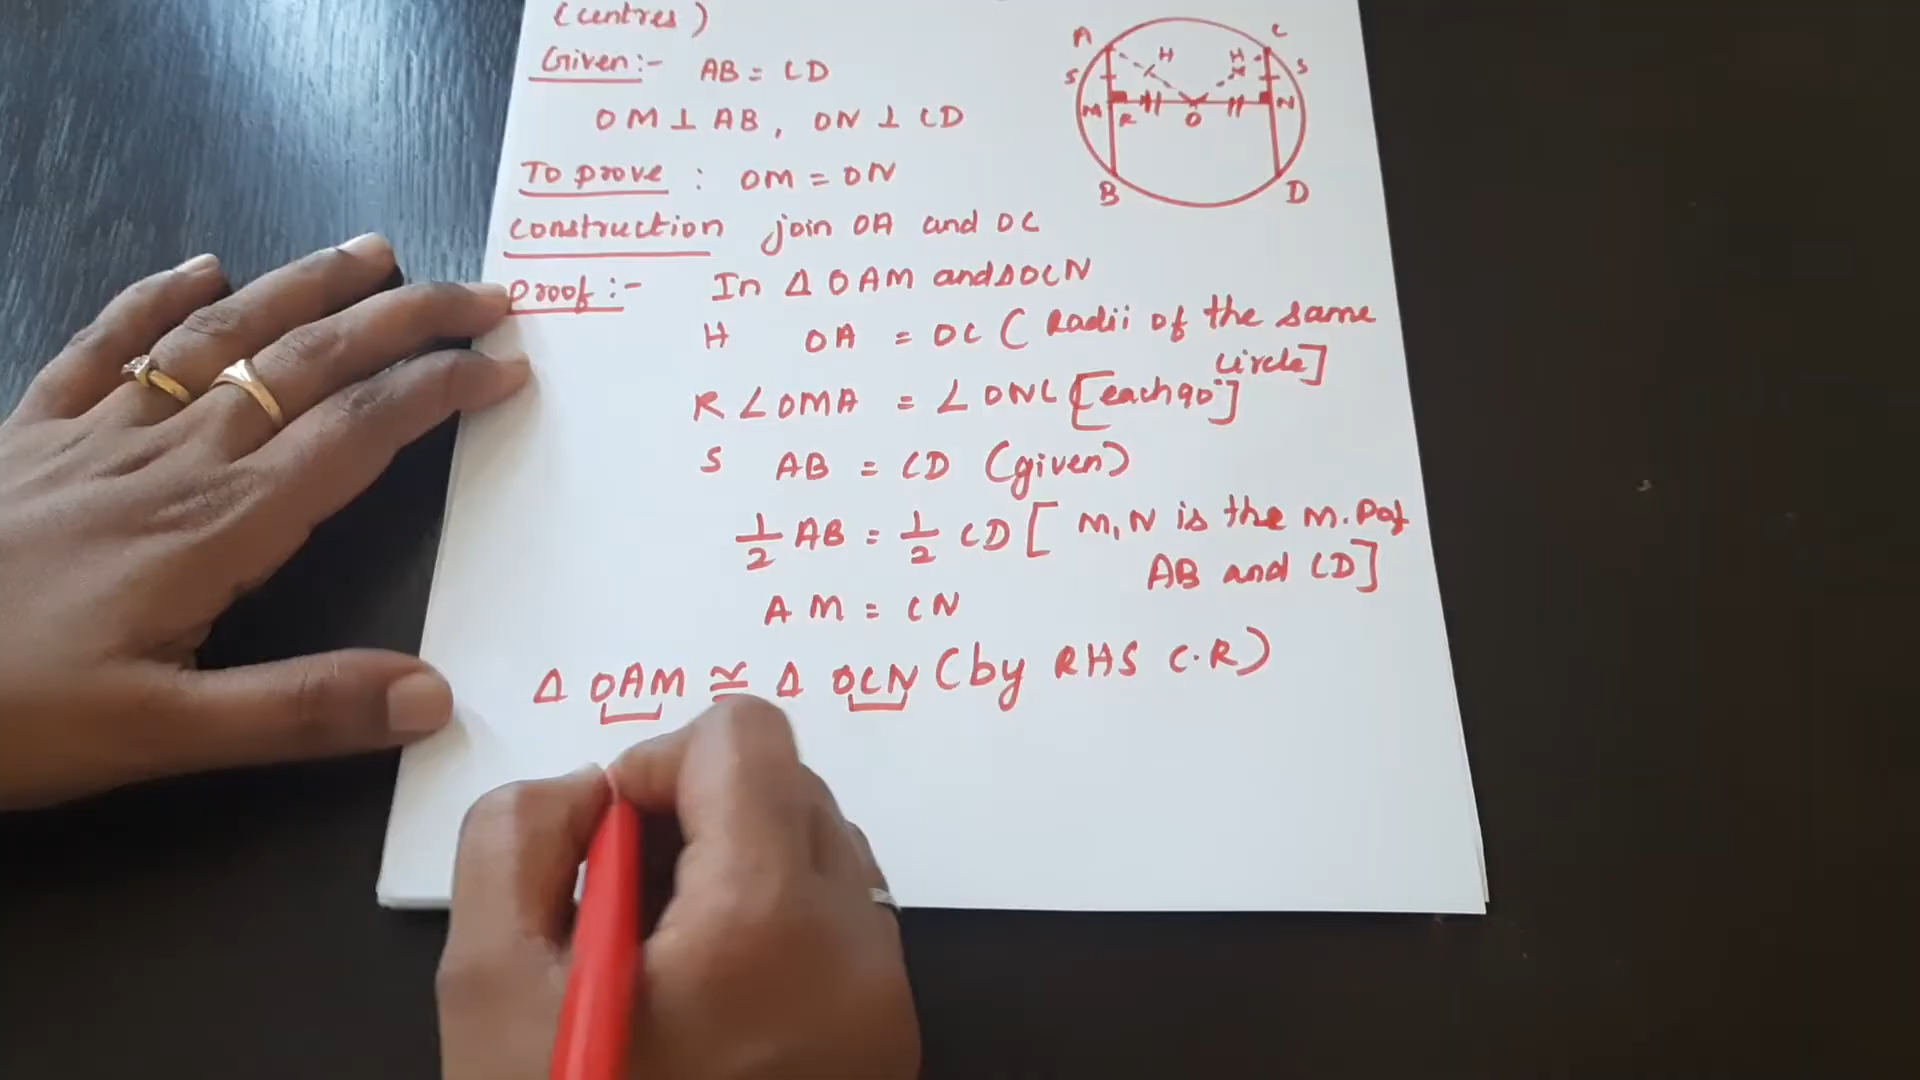 (centres)
Given:- AB = CD
OM ⊥ AB, ON ⊥ CD
To prove : OM = ON
construction join OA and OC
proof :- In Δ OAM and Δ OCN
H OA = OC ( Radii of the same
circle]
R ∠OMA = ∠ONC [each 90°]
S AB = CD (given)
1/2 AB = 1/2 CD [ M, N is the m.p of
AB and CD]
AM = CN
Δ OAM ≅ Δ OCN (by RHS C.R)
A C
S H H S
M R O N
B D